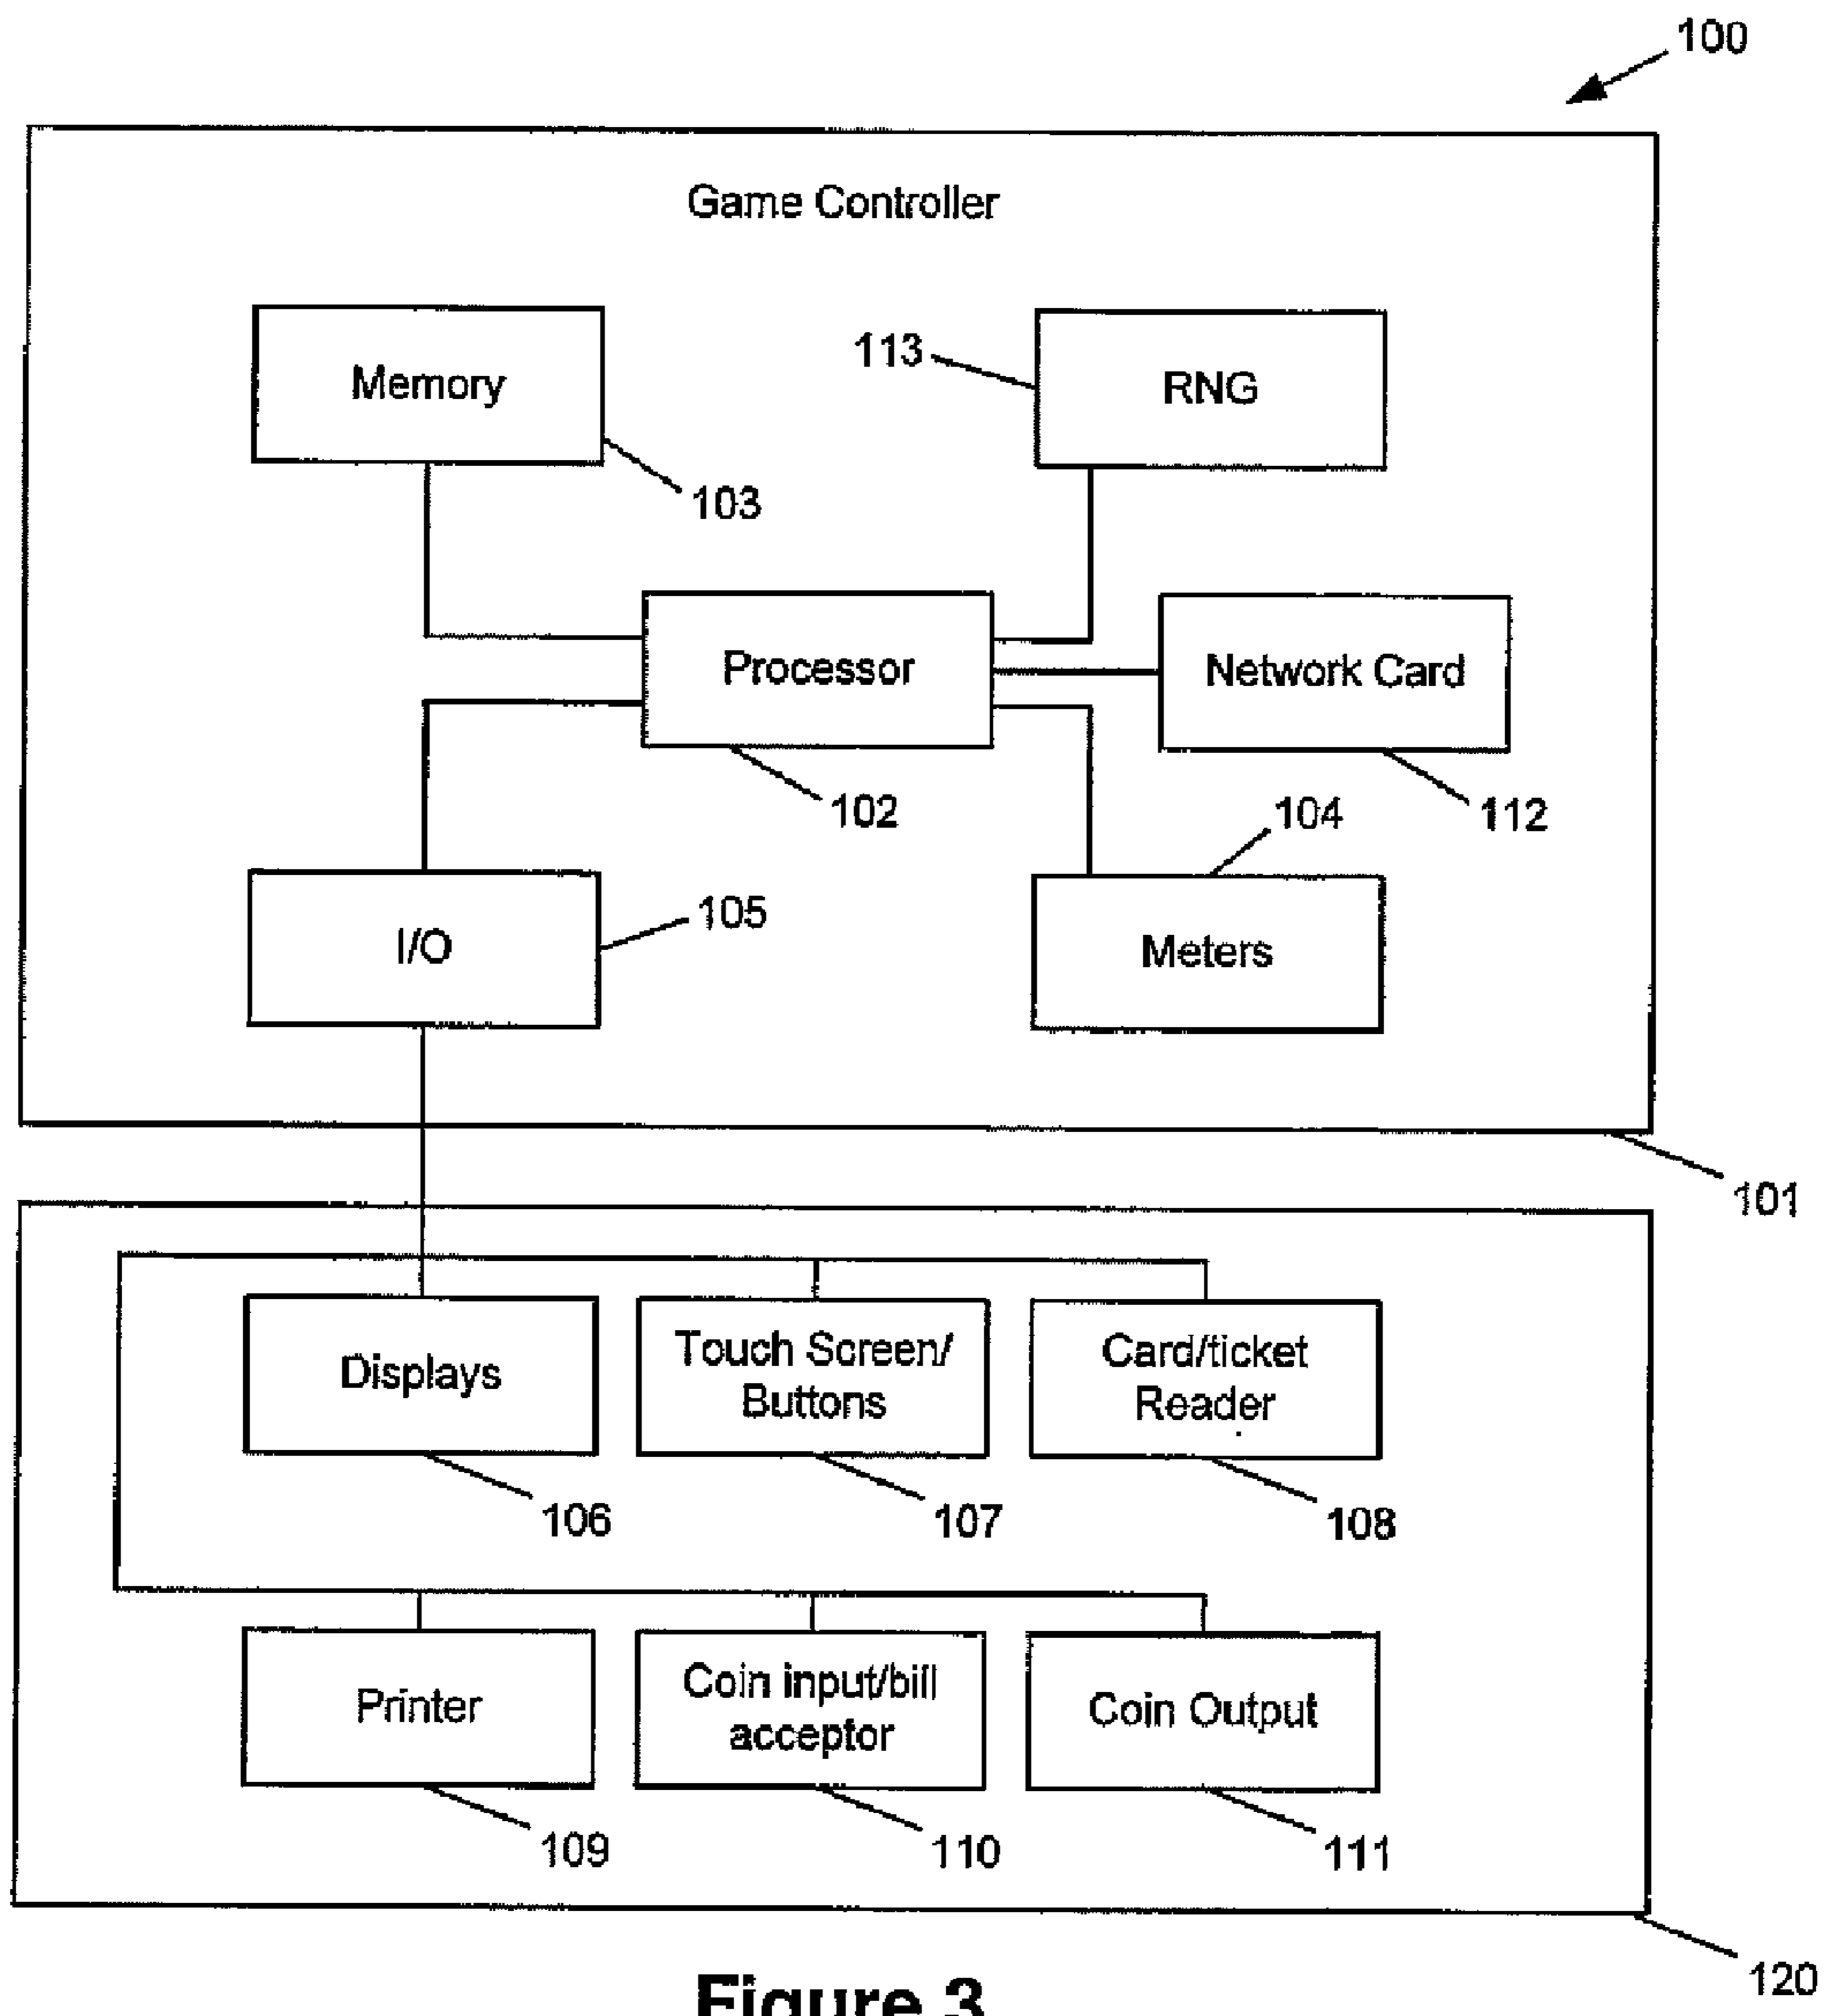 100
Game Controller
Memory
113
RNG
103
Processor
Network Card
102
104
112
I/O
105
Meters
101
Displays
Touch Screen/
Buttons
Card/ticket
Reader
106
107
108
Printer
Coin input/bill
acceptor
Coin Output
109
110
111
120
Figure 3